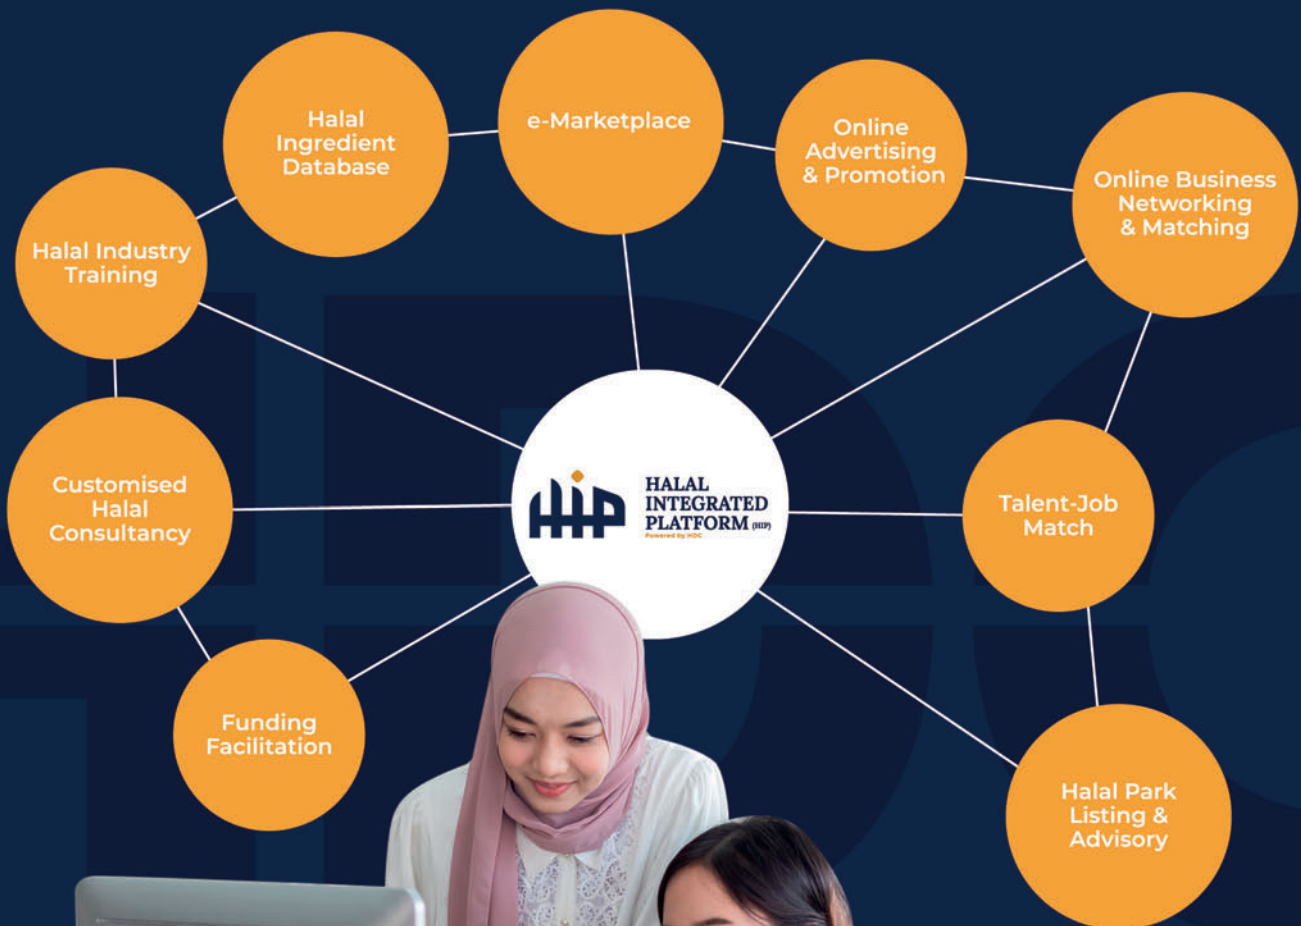 Halal
Ingredient
Database
e-Marketplace
Online
Advertising
& Promotion
Online Business
Networking
& Matching
Halal Industry
Training
Customised
Halal
Consultancy
HiP
HALAL
INTEGRATED
PLATFORM (HIP)
Powered by HDC
Talent-Job
Match
Funding
Facilitation
Halal Park
Listing &
Advisory